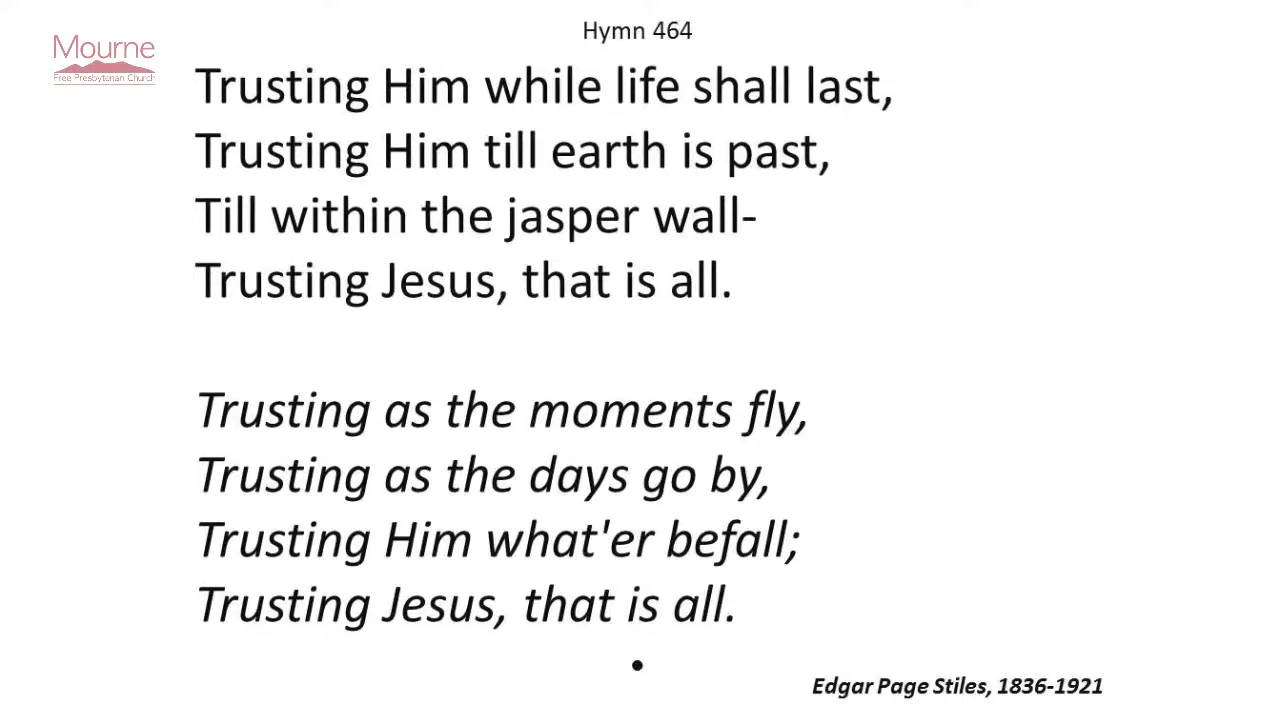 Hymn 464
Mourne
Free Presbyterian Church
Trusting Him while life shall last,
Trusting Him till earth is past,
Till within the jasper wall-
Trusting Jesus, that is all.
Trusting as the moments fly,
Trusting as the days go by,
Trusting Him what'er befall;
Trusting Jesus, that is all.
Edgar Page Stiles, 1836-1921